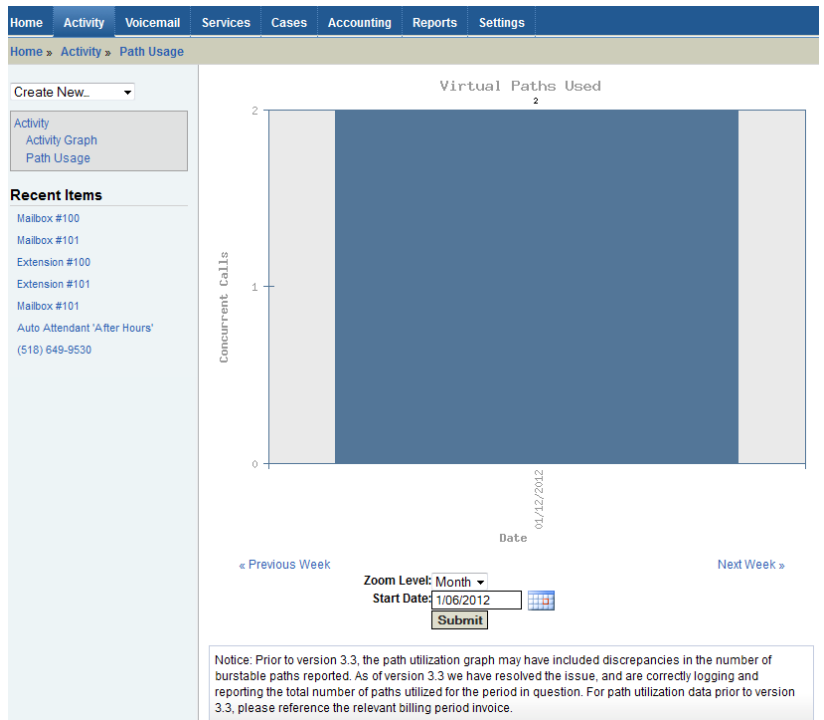 Home Activity Voicemail Services Cases Accounting Reports Settings
Home » Activity » Path Usage
Create New...
Activity
Activity Graph
Path Usage
Recent Items
Mailbox #100
Mailbox #101
Extension #100
Extension #101
Mailbox #101
Auto Attendant 'After Hours'
(518) 649-9530
Virtual Paths Used
2
2
1
0
Concurrent Calls
01/12/2012
Date
« Previous Week
Next Week »
Zoom Level: Month
Start Date: 1/06/2012
Submit
Notice: Prior to version 3.3, the path utilization graph may have included discrepancies in the number of
burstable paths reported. As of version 3.3 we have resolved the issue, and are correctly logging and
reporting the total number of paths utilized for the period in question. For path utilization data prior to version
3.3, please reference the relevant billing period invoice.